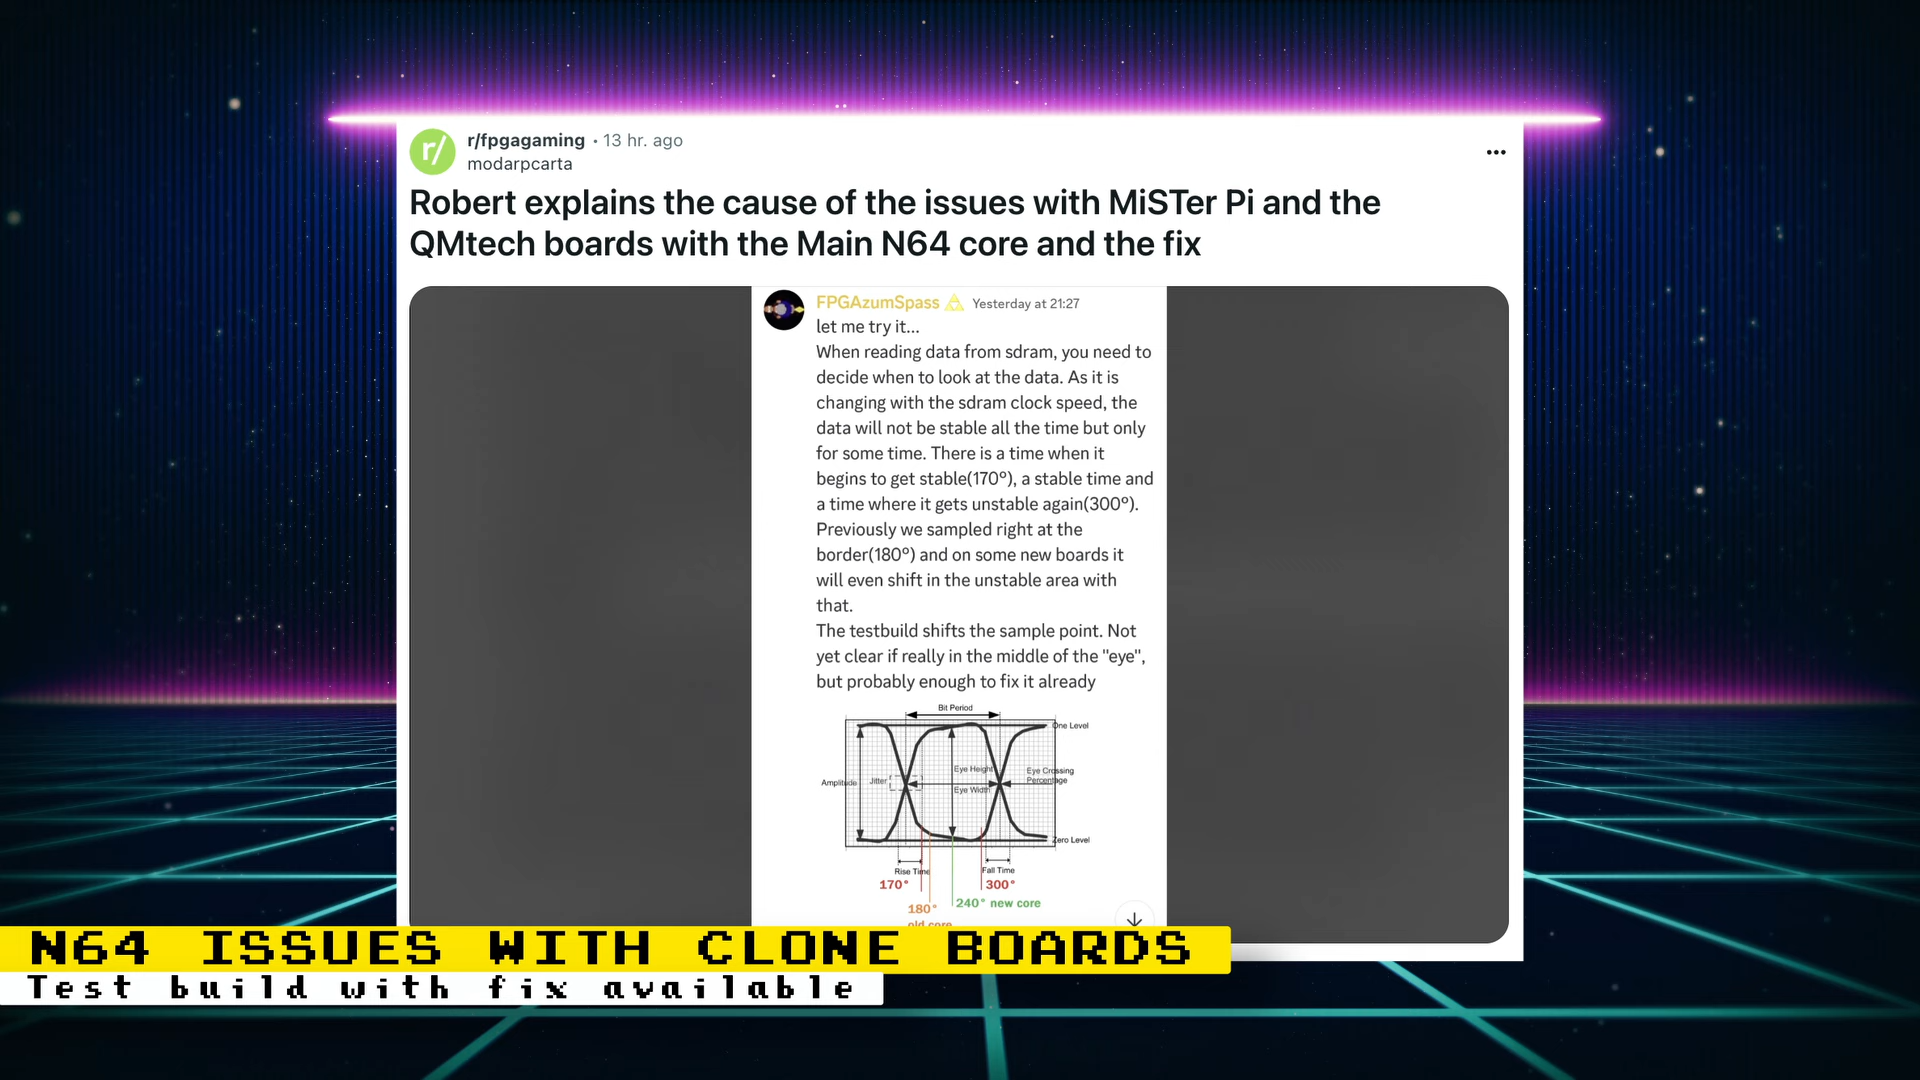 r/
r/fpgagaming • 13 hr. ago
modarpcarta
Robert explains the cause of the issues with MiSTer Pi and the
QMtech boards with the Main N64 core and the fix
FPGAzumSpass Yesterday at 21:27
let me try it...
When reading data from sdram, you need to
decide when to look at the data. As it is
changing with the sdram clock speed, the
data will not be stable all the time but only
for some time. There is a time when it
begins to get stable(170°), a stable time and
a time where it gets unstable again(300°).
Previously we sampled right at the
border(180°) and on some new boards it
will even shift in the unstable area with
that.
The testbuild shifts the sample point. Not
yet clear if really in the middle of the "eye",
but probably enough to fix it already
Bit Period
One Level
Amplitude
Jitter
Eye Height
Eye Width
Eye Crossing
Percentage
Zero Level
Rise Time
Fall Time
170°
300°
180°
old core
240° new core
N64 ISSUES WITH CLONE BOARDS
Test build with fix available